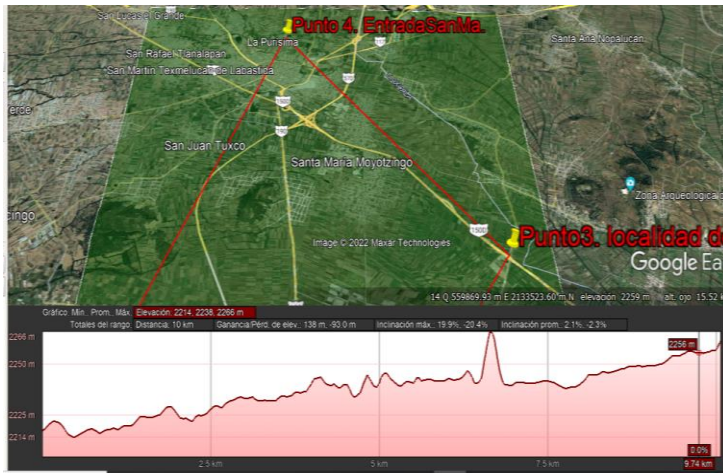 San Lucas el Grande
Punto 4. EntradaSanMa.
La Purísima
Santa Ana Nopalucan
San Rafael Tlanalapan
San Martín Texmelucan de Labastida
150D
San Juan Tuxco
Santa María Moyotzingo
Zona Arqueológica d
cingo
150D
Punto3. localidad de
Image © 2022 Maxar Technologies
Google Ea
14 Q 559869.93 m E 2133523.60 m N elevación 2259 m alt. ojo 15.52 k
Gráfico: Mín., Prom., Máx. Elevación: 2214, 2238, 2266 m
Totales del rango: Distancia: 10 km Ganancia/Pérd. de elev.: 138 m, -93.0 m Inclinación máx.: 19.9%, -20.4% Inclinación prom.: 2.1%, -2.3%
2266 m
2256 m
2250 m
2225 m
2214 m
0.0%
2.5 km 5 km 7.5 km 9.74 km